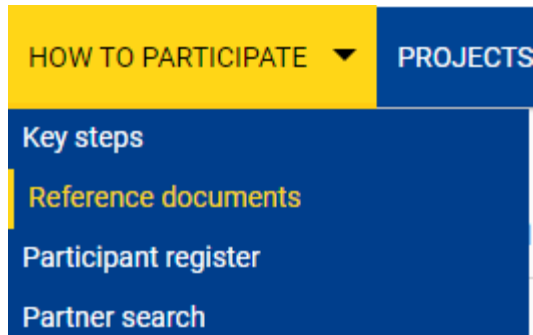 HOW TO PARTICIPATE PROJECTS
Key steps
Reference documents
Participant register
Partner search